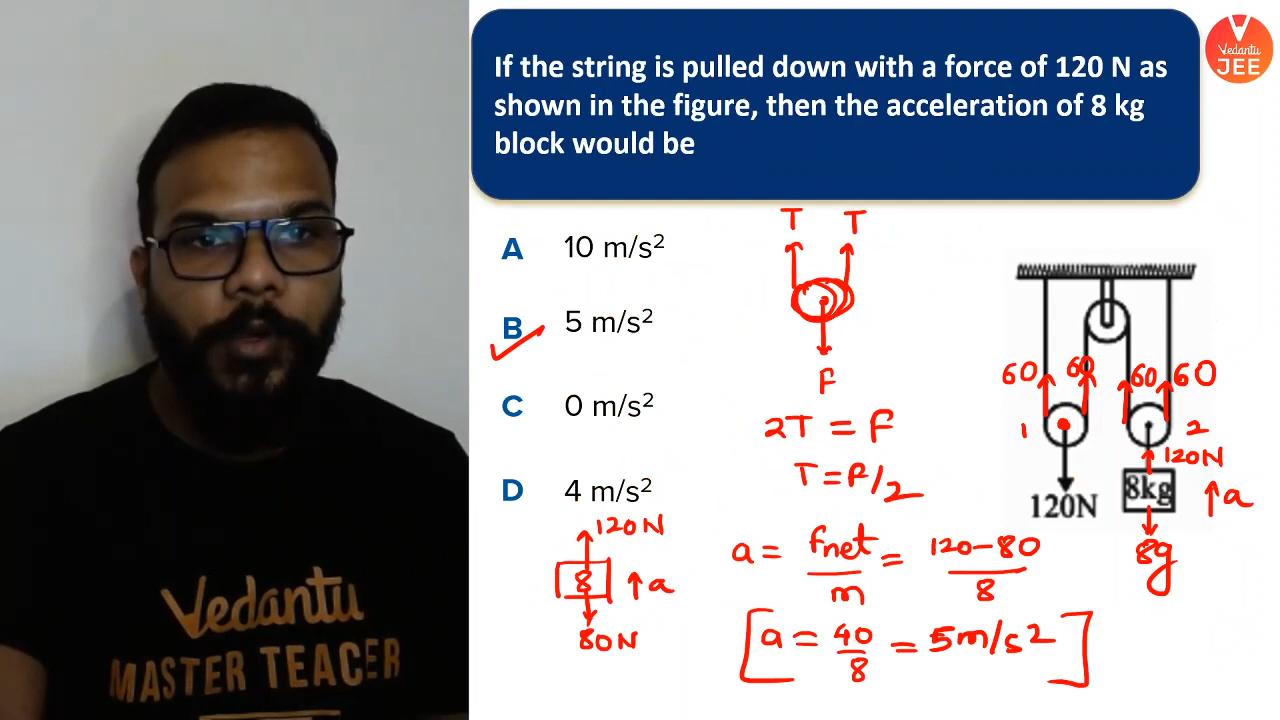 If the string is pulled down with a force of 120 N as
shown in the figure, then the acceleration of 8 kg
block would be
Vedantu
JEE
A 10 m/s²
B 5 m/s²
C 0 m/s²
D 4 m/s²
T T
F
2T = F
T = F/2
60 60 60 60
1 2
120N
8kg
120N
a
8g
120N
8
a
80N
a = Fnet/m = 120-80/8
[a = 40/8 = 5m/s²]
Vedantu
MASTER TEACER